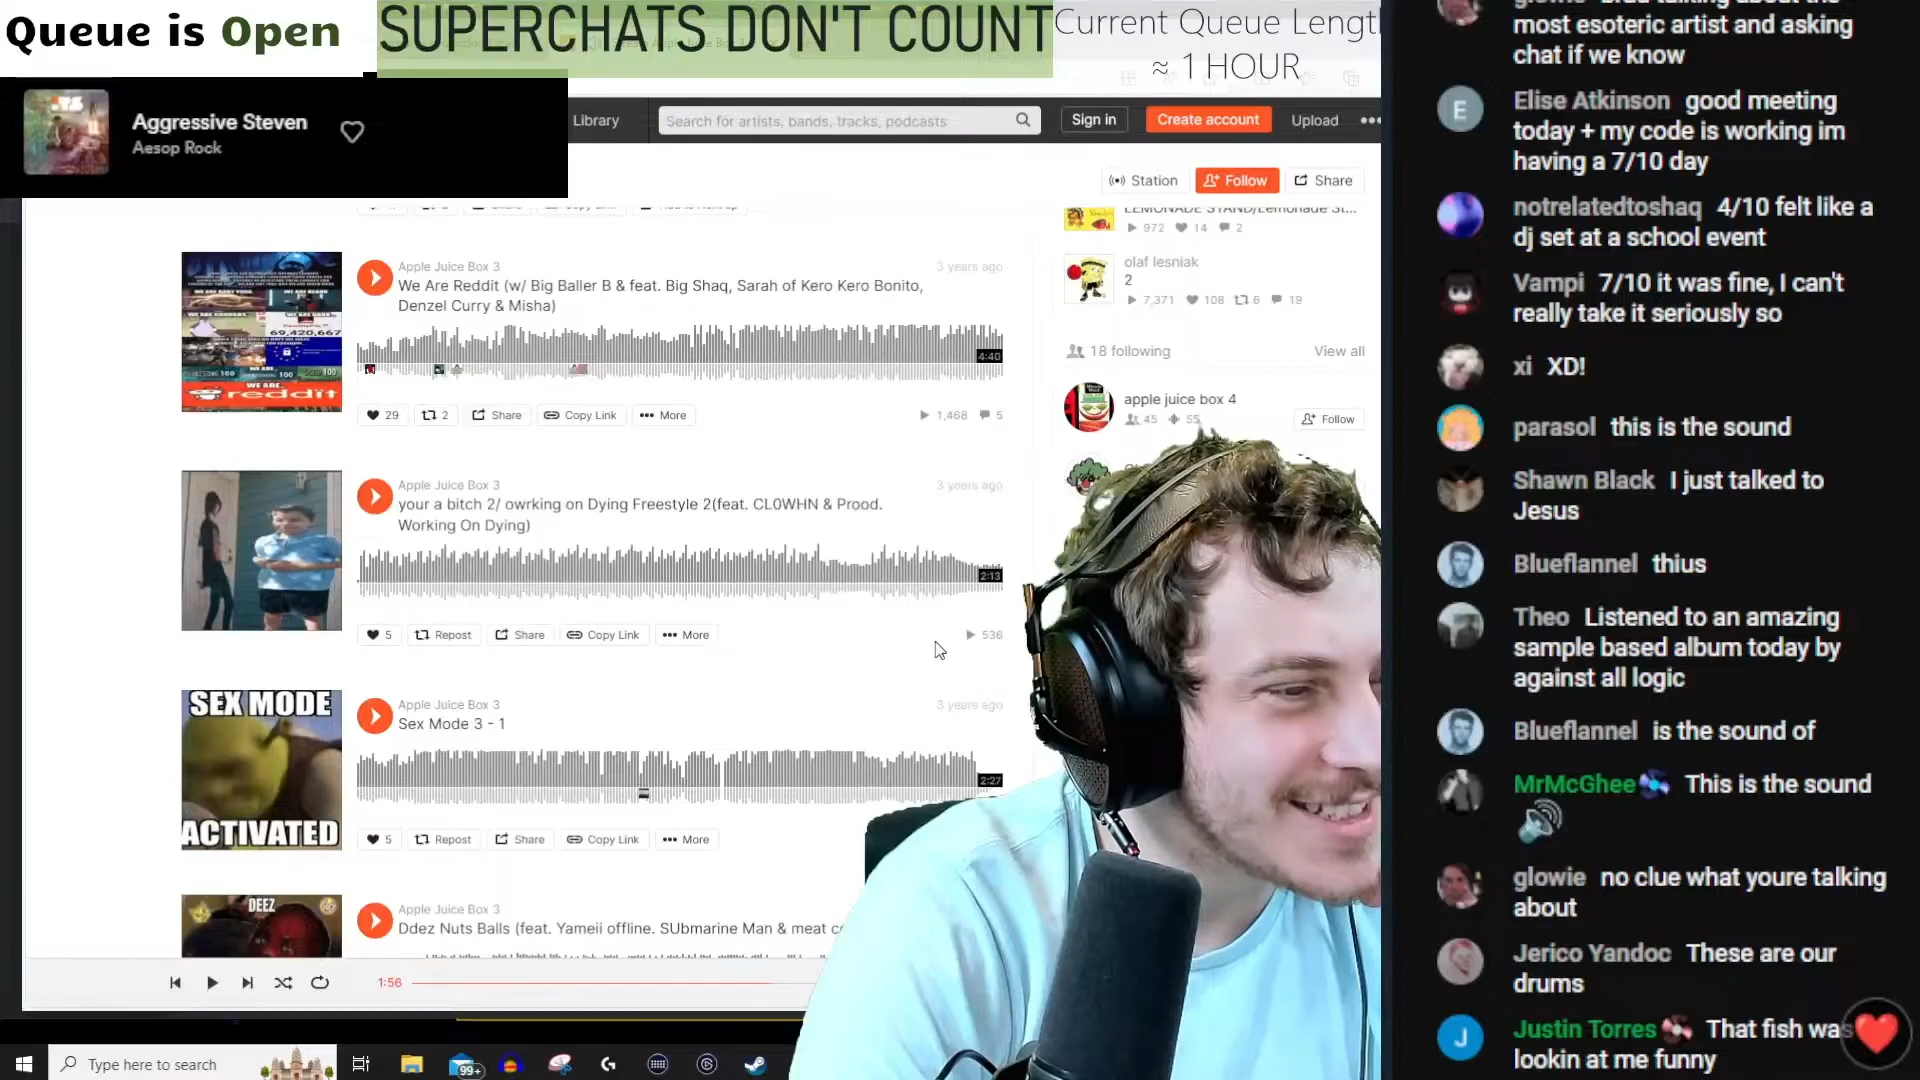 Queue is Open
SUPERCHATS DON'T COUNT
Current Queue Lengt
≈ 1 HOUR
Aggressive Steven
Aesop Rock
Library
Search for artists, bands, tracks, podcasts
Sign in
Create account
Upload
Station
Follow
Share
LEMONADE STAND/Lemonade St...
972 14 2
Apple Juice Box 3
3 years ago
We Are Reddit (w/ Big Baller B & feat. Big Shaq, Sarah of Kero Kero Bonito,
Denzel Curry & Misha)
69,420,667
WE ARE..
reddit
4:40
29 2 Share Copy Link More
1,468 5
olaf lesniak
2
7,371 108 6 19
18 following
View all
apple juice box 4
45 55
Follow
Apple Juice Box 3
3 years ago
your a bitch 2/ owrking on Dying Freestyle 2(feat. CL0WHN & Prood.
Working On Dying)
2:13
5 Repost Share Copy Link More
536
SEX MODE
ACTIVATED
Apple Juice Box 3
3 years ago
Sex Mode 3 - 1
2:27
5 Repost Share Copy Link More
DEEZ
Apple Juice Box 3
Ddez Nuts Balls (feat. Yameii offline. SUbmarine Man & meat c
1:56
Type here to search
99+
most esoteric artist and asking
chat if we know
E
Elise Atkinson good meeting
today + my code is working im
having a 7/10 day
notrelatedtoshaq 4/10 felt like a
dj set at a school event
Vampi 7/10 it was fine, I can't
really take it seriously so
xi XD!
parasol this is the sound
Shawn Black I just talked to
Jesus
Blueflannel thius
Theo Listened to an amazing
sample based album today by
against all logic
Blueflannel is the sound of
MrMcGhee This is the sound
glowie no clue what youre talking
about
Jerico Yandoc These are our
drums
J
Justin Torres That fish was
lookin at me funny